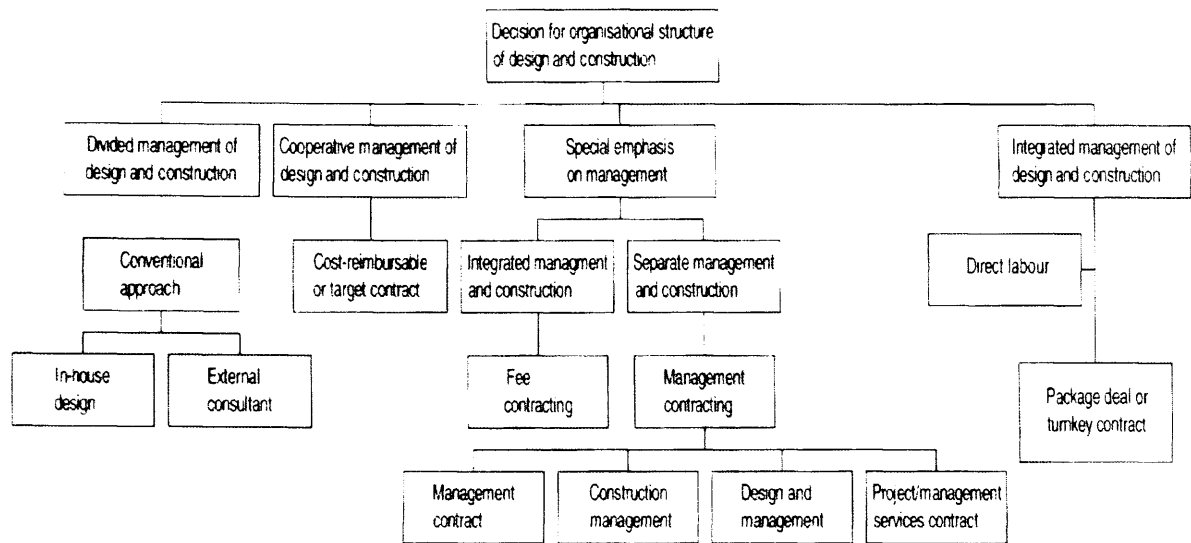 Decision for organisational structure
of design and construction
Divided management of
design and construction
Cooperative management of
design and construction
Special emphasis
on management
Integrated management of
design and construction
Conventional
approach
Cost-reimbursable
or target contract
Integrated managment
and construction
Separate management
and construction
Direct labour
In-house
design
External
consultant
Fee
contracting
Management
contracting
Package deal or
turnkey contract
Management
contract
Construction
management
Design and
management
Project/management
services contract